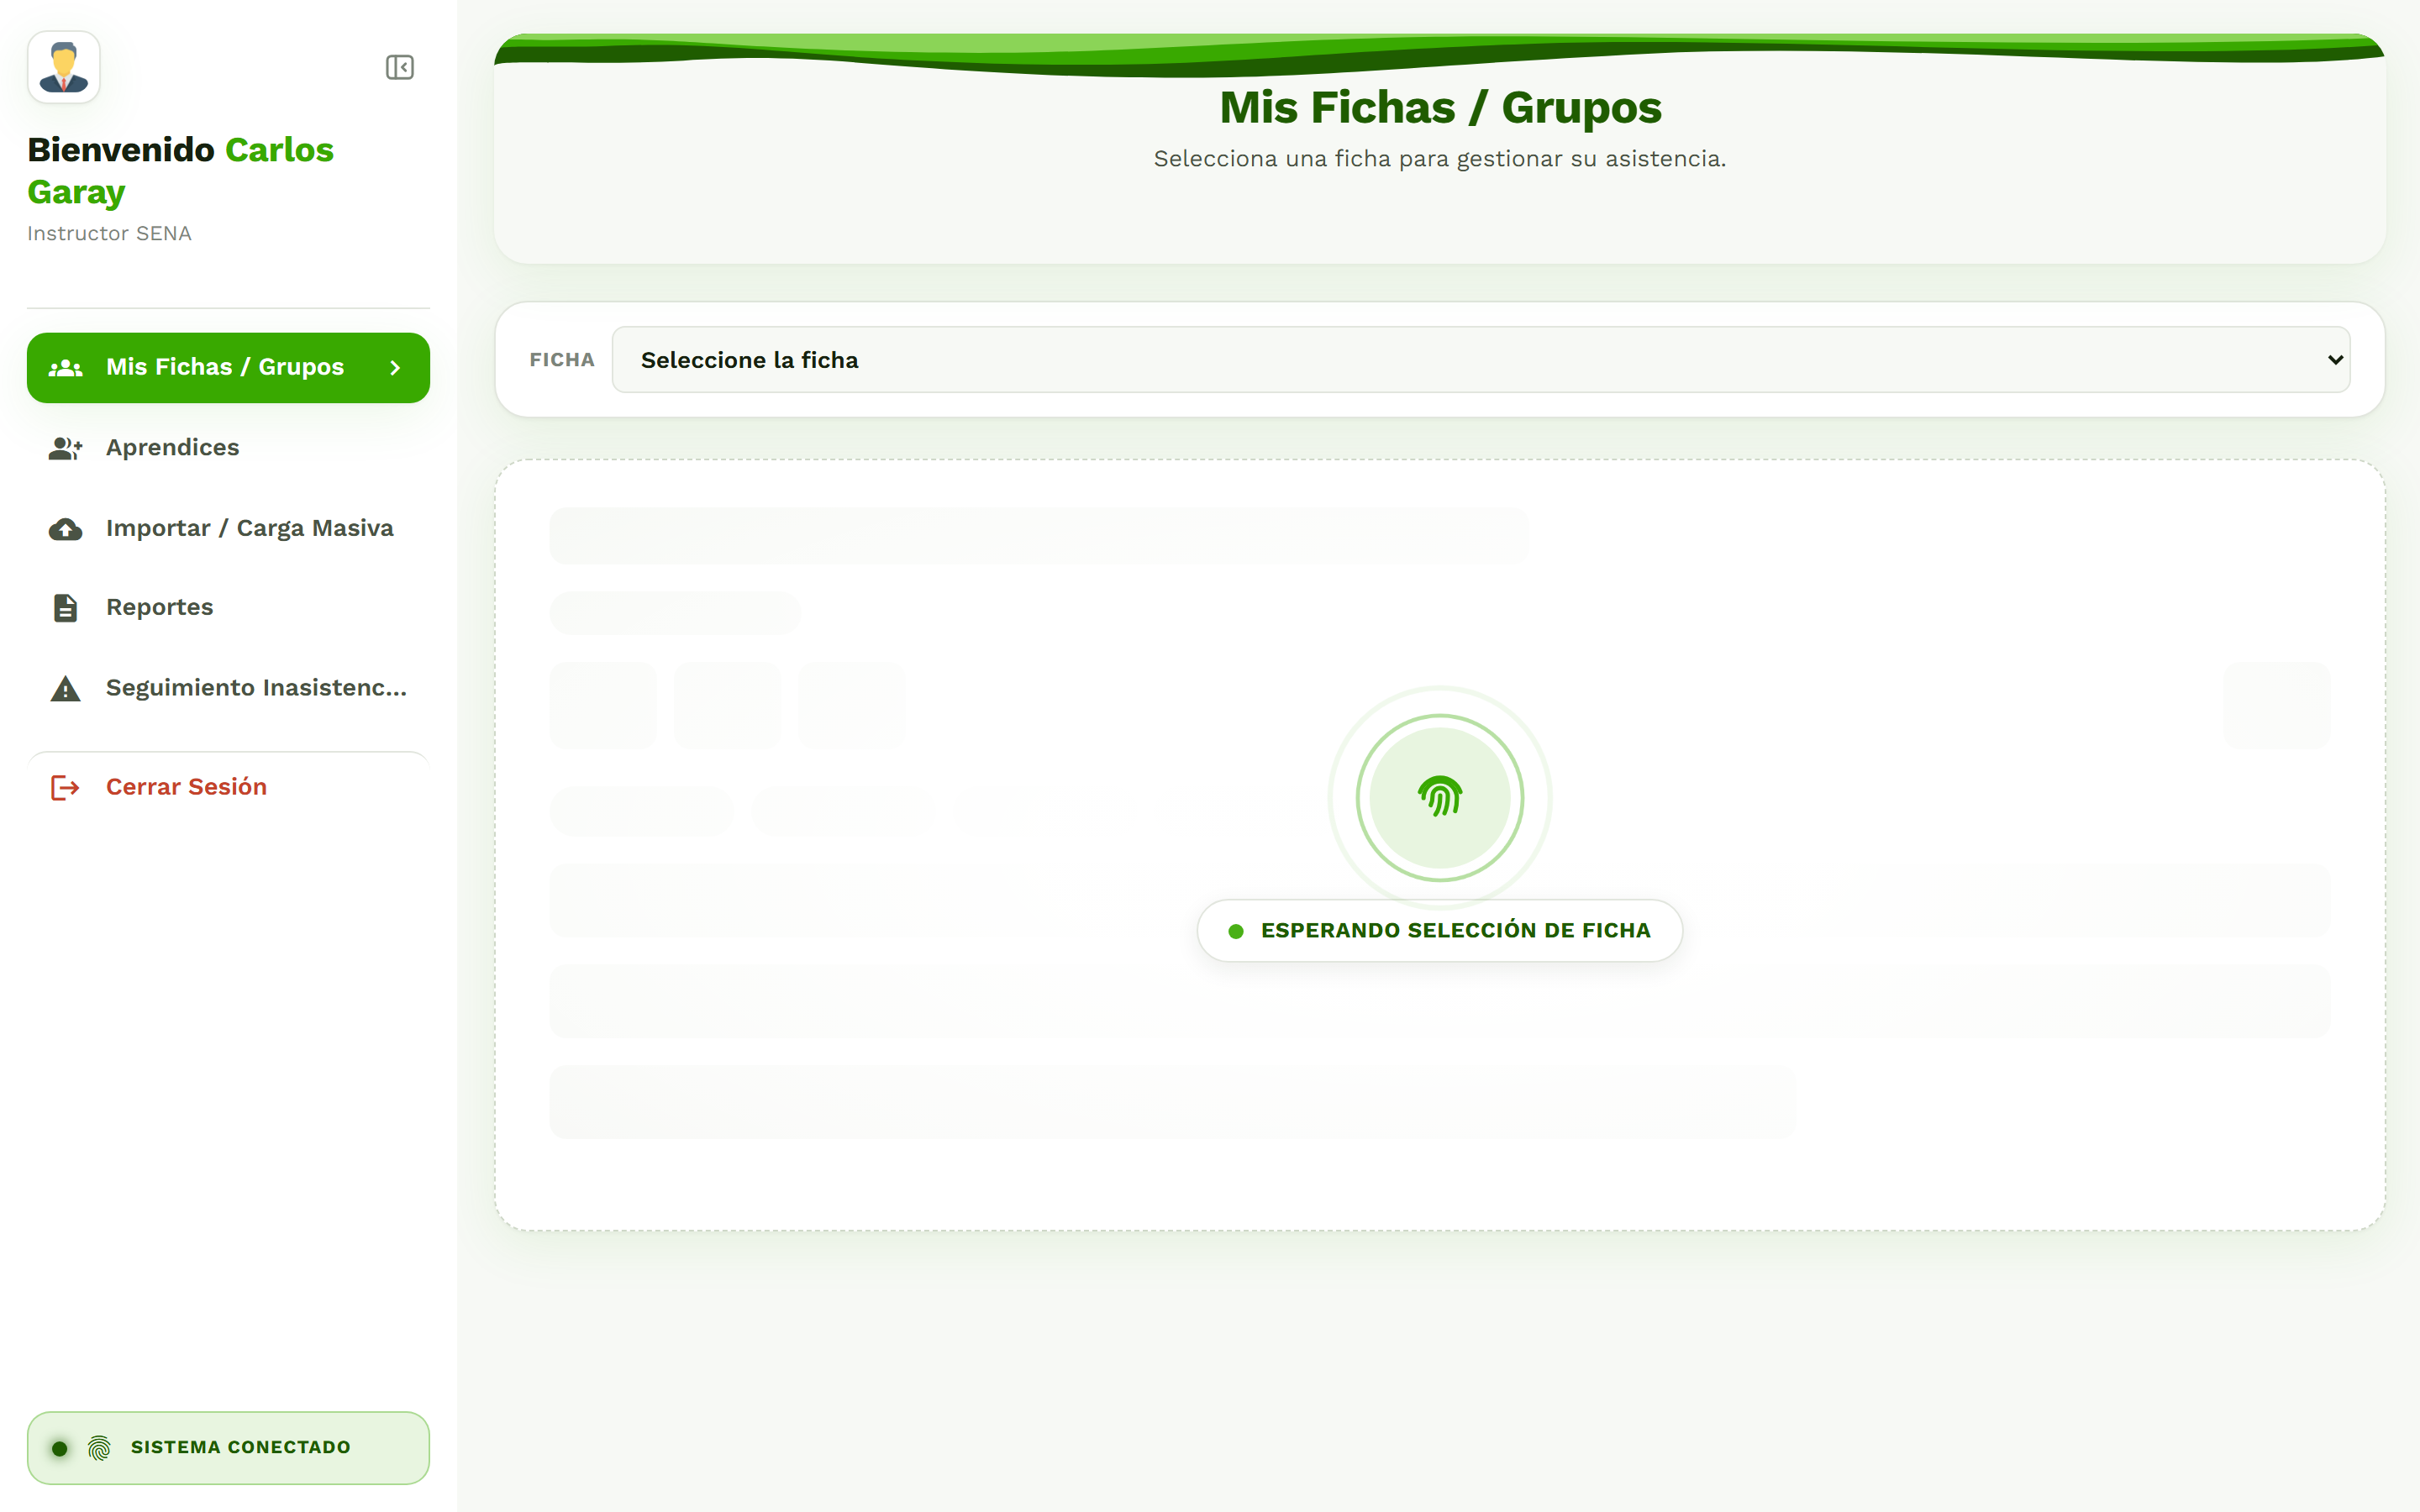 Bienvenido Carlos
Garay
Instructor SENA
Mis Fichas / Grupos
Aprendices
Importar / Carga Masiva
Reportes
Seguimiento Inasistenc...
Cerrar Sesión
SISTEMA CONECTADO
Mis Fichas / Grupos
Selecciona una ficha para gestionar su asistencia.
FICHA Seleccione la ficha
ESPERANDO SELECCIÓN DE FICHA